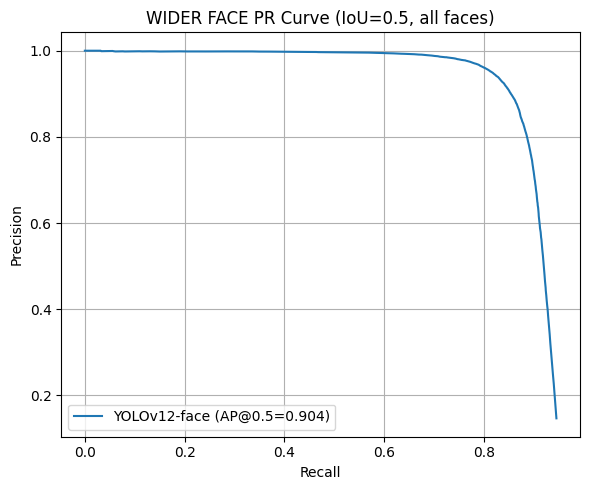 WIDER FACE PR Curve (IoU=0.5, all faces)
1.0
0.8
0.6
0.4
0.2
Precision
0.0 0.2 0.4 0.6 0.8
Recall
YOLOv12-face (AP@0.5=0.904)